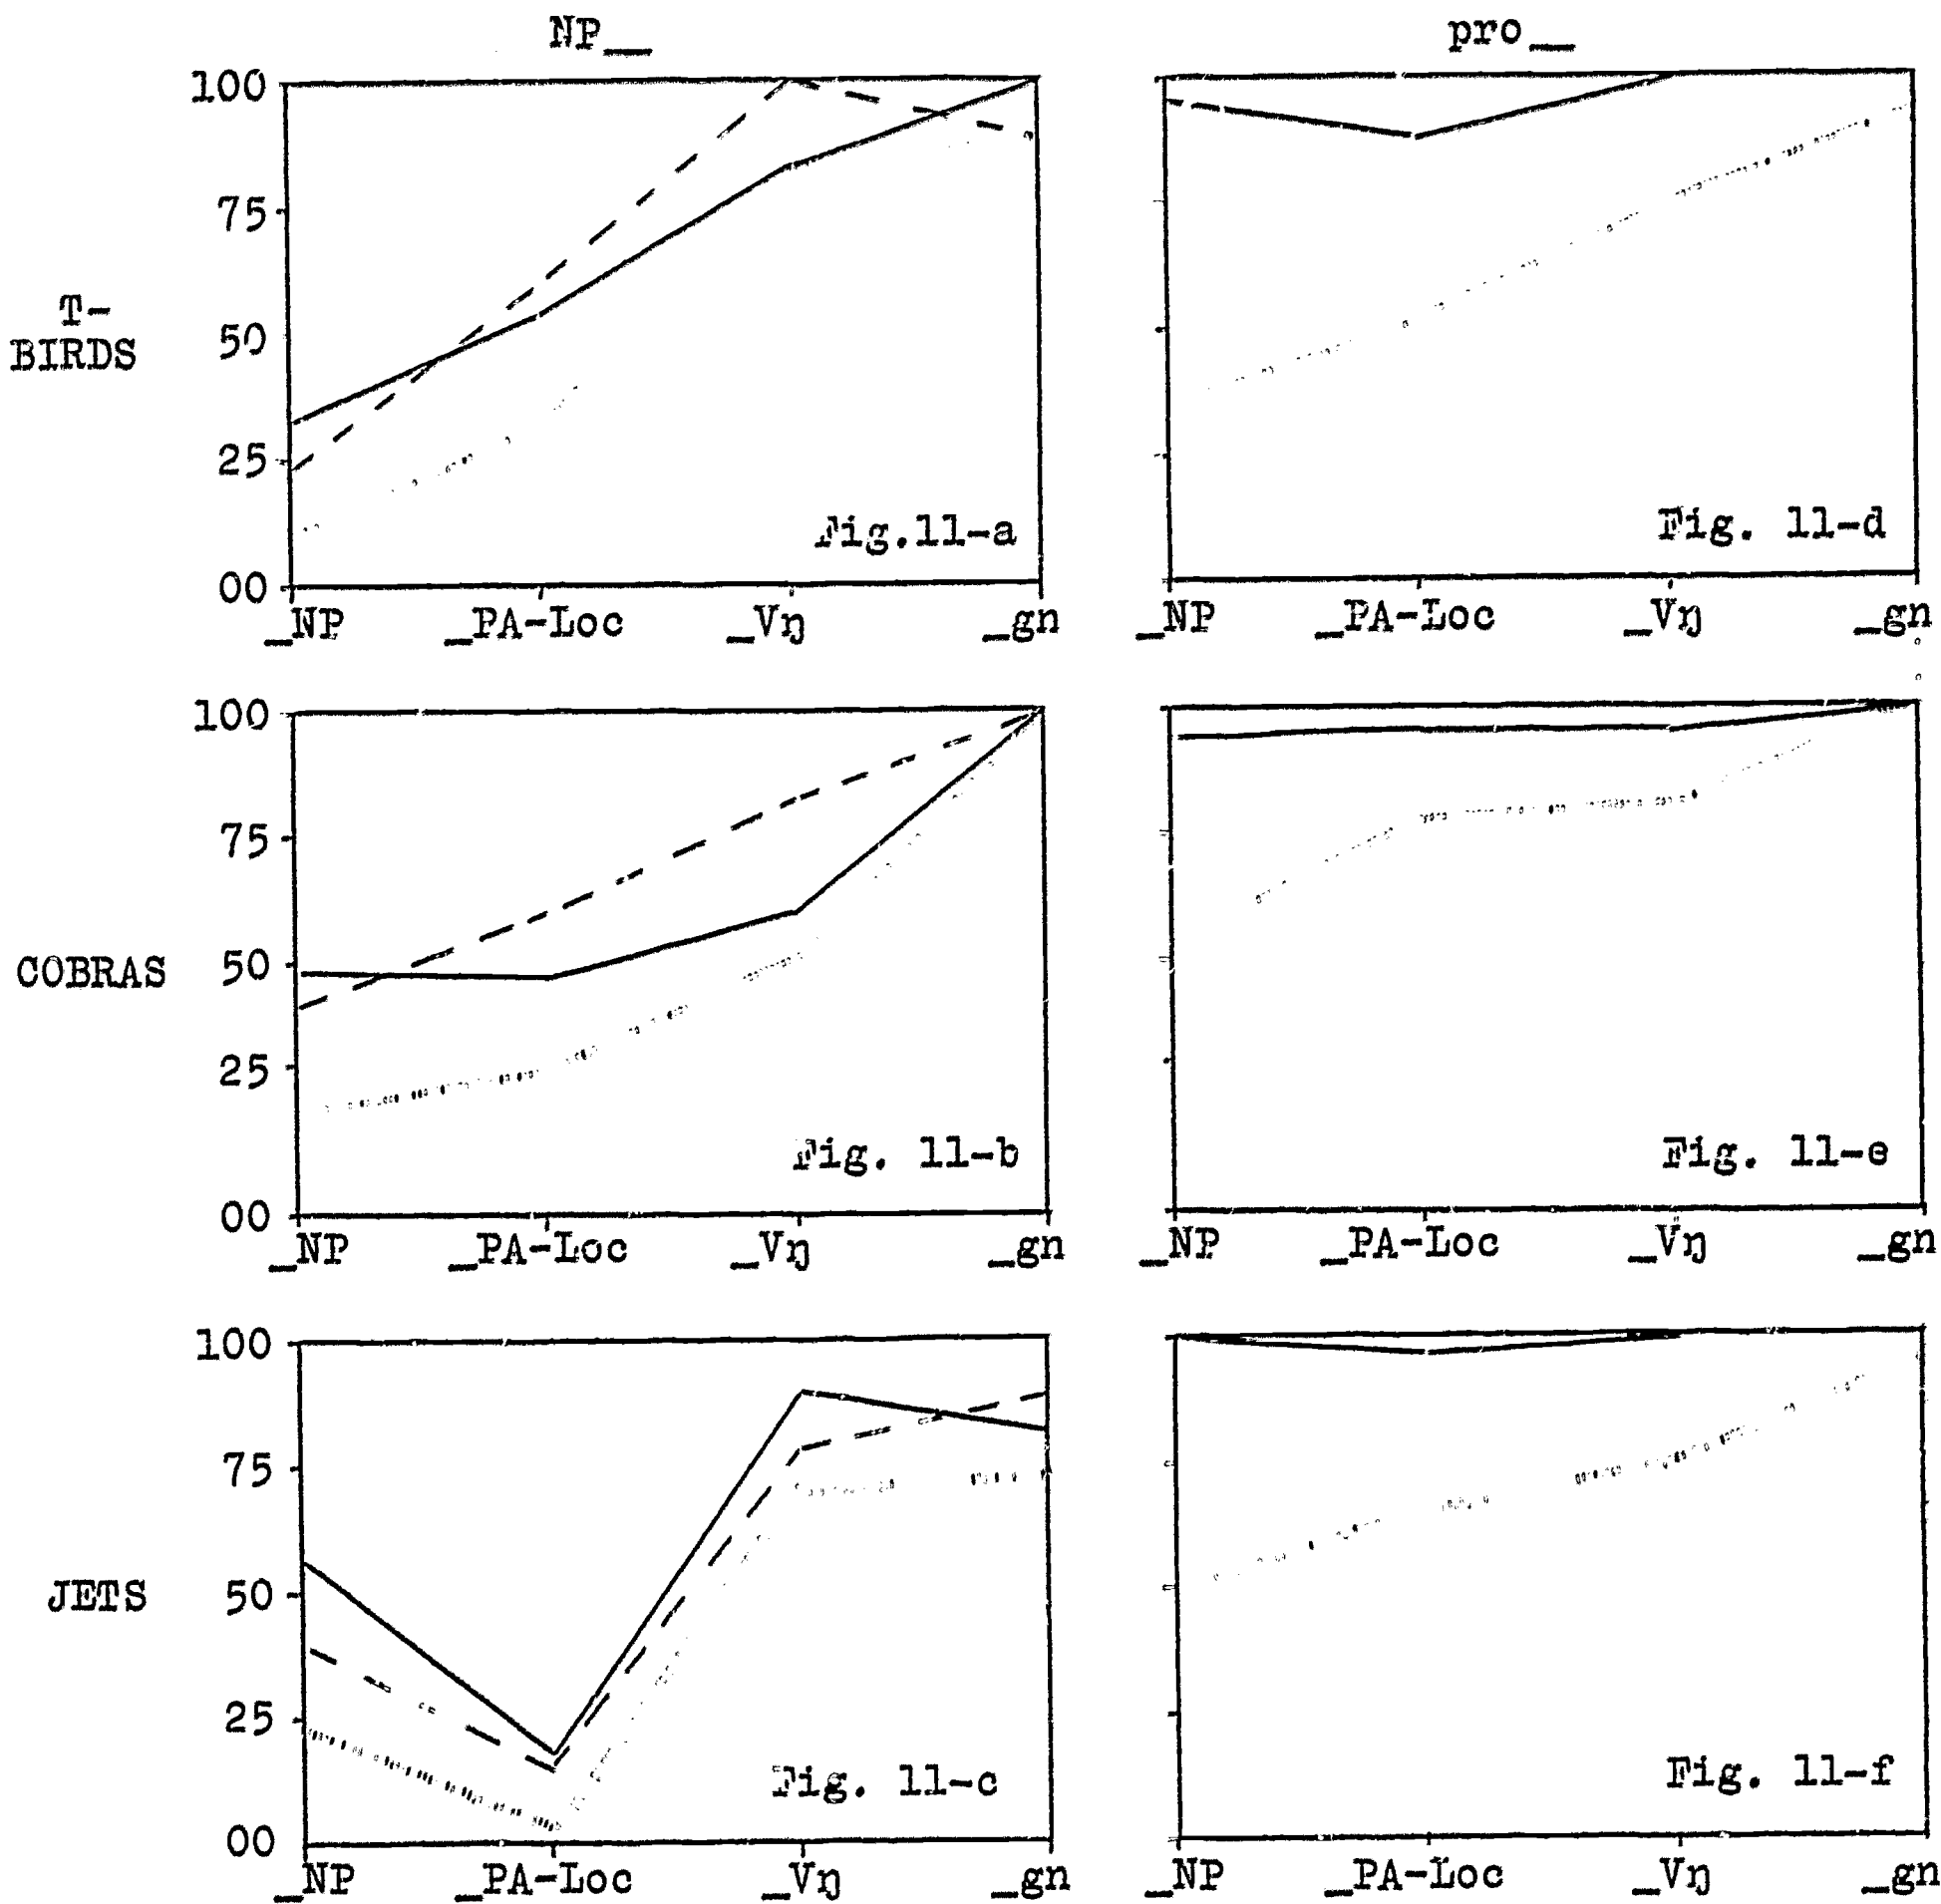 NP__
pro__
T-
BIRDS
100
75
50
25
00
_NP _PA-Loc _Vŋ _gn
Fig.11-a
_NP _PA-Loc _Vŋ _gn
Fig. 11-d
COBRAS
100
75
50
25
00
_NP _PA-Loc _Vŋ _gn
Fig. 11-b
_NP _PA-Loc _Vŋ _gn
Fig. 11-e
JETS
100
75
50
25
00
_NP _PA-Loc _Vŋ _gn
Fig. 11-c
_NP _PA-Loc _Vŋ _gn
Fig. 11-f